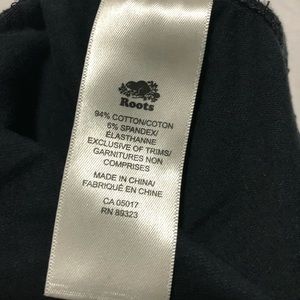 Roots
94% COTTON/COTON
6% SPANDEX/
ÉLASTHANNE
EXCLUSIVE OF TRIMS/
GARNITURES NON
COMPRISES
MADE IN CHINA/
FABRIQUÉ EN CHINE
CA 05017
RN 89323